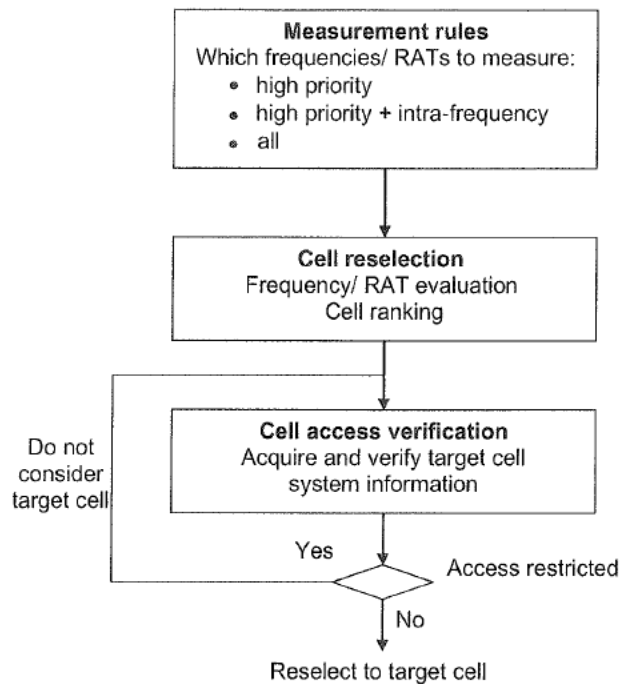 Measurement rules
Which frequencies/ RATs to measure:
• high priority
• high priority + intra-frequency
• all
Cell reselection
Frequency/ RAT evaluation
Cell ranking
Cell access verification
Acquire and verify target cell
system information
Do not
consider
target cell
Yes
Access restricted
No
Reselect to target cell